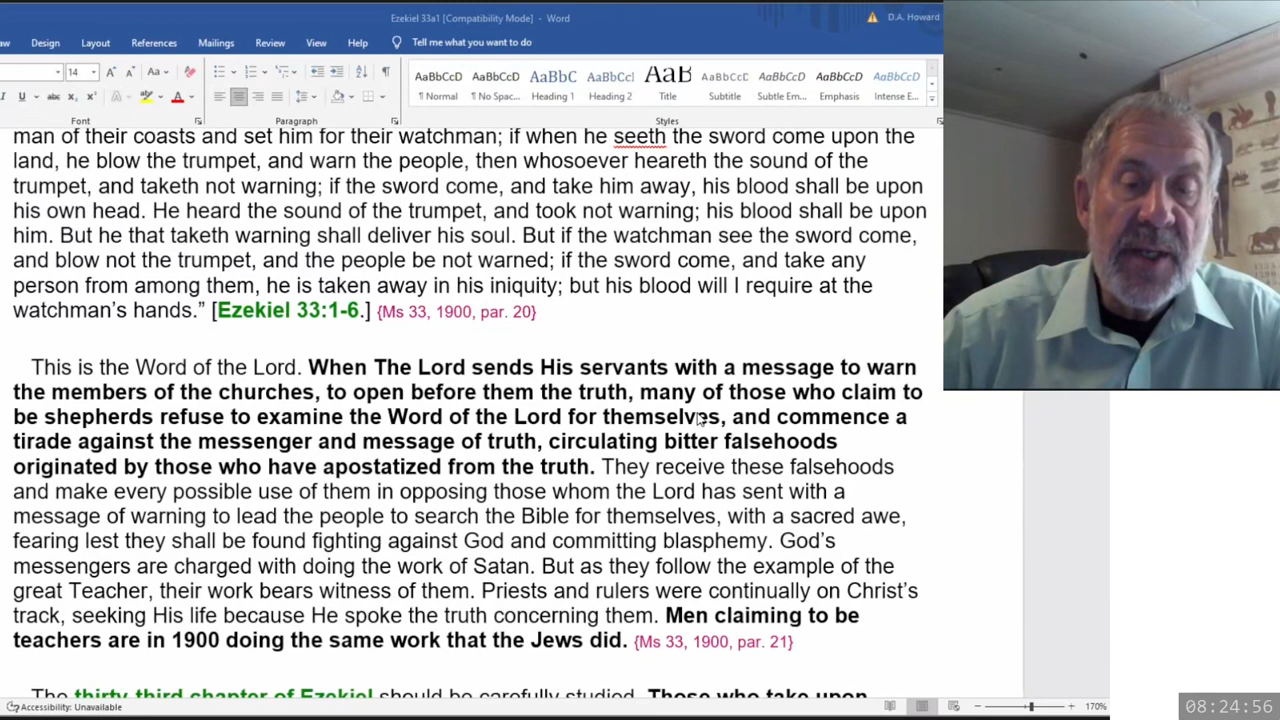 Ezekiel 33a1 [Compatibility Mode] - Word
D.A. Howard
Design Layout References Mailings Review View Help Tell me what you want to do
14 Aa
AaBbCcD AaBbCcD AaBbC AaBbCcI AaB AaBbCcD AaBbCcD AaBbCcD AaBbCcD
¶ Normal ¶ No Spac... Heading 1 Heading 2 Title Subtitle Subtle Em... Emphasis Intense E...
Font Paragraph Styles
man of their coasts and set him for their watchman; if when he seeth the sword come upon the
land, he blow the trumpet, and warn the people, then whosoever heareth the sound of the
trumpet, and taketh not warning; if the sword come, and take him away, his blood shall be upon
his own head. He heard the sound of the trumpet, and took not warning; his blood shall be upon
him. But he that taketh warning shall deliver his soul. But if the watchman see the sword come,
and blow not the trumpet, and the people be not warned; if the sword come, and take any
person from among them, he is taken away in his iniquity; but his blood will I require at the
watchman’s hands.” [Ezekiel 33:1-6.] {Ms 33, 1900, par. 20}
This is the Word of the Lord. When The Lord sends His servants with a message to warn
the members of the churches, to open before them the truth, many of those who claim to
be shepherds refuse to examine the Word of the Lord for themselves, and commence a
tirade against the messenger and message of truth, circulating bitter falsehoods
originated by those who have apostatized from the truth. They receive these falsehoods
and make every possible use of them in opposing those whom the Lord has sent with a
message of warning to lead the people to search the Bible for themselves, with a sacred awe,
fearing lest they shall be found fighting against God and committing blasphemy. God’s
messengers are charged with doing the work of Satan. But as they follow the example of the
great Teacher, their work bears witness of them. Priests and rulers were continually on Christ’s
track, seeking His life because He spoke the truth concerning them. Men claiming to be
teachers are in 1900 doing the same work that the Jews did. {Ms 33, 1900, par. 21}
The thirty-third chapter of Ezekiel should be carefully studied. Those who take upon
Accessibility: Unavailable
170%
08:24:56